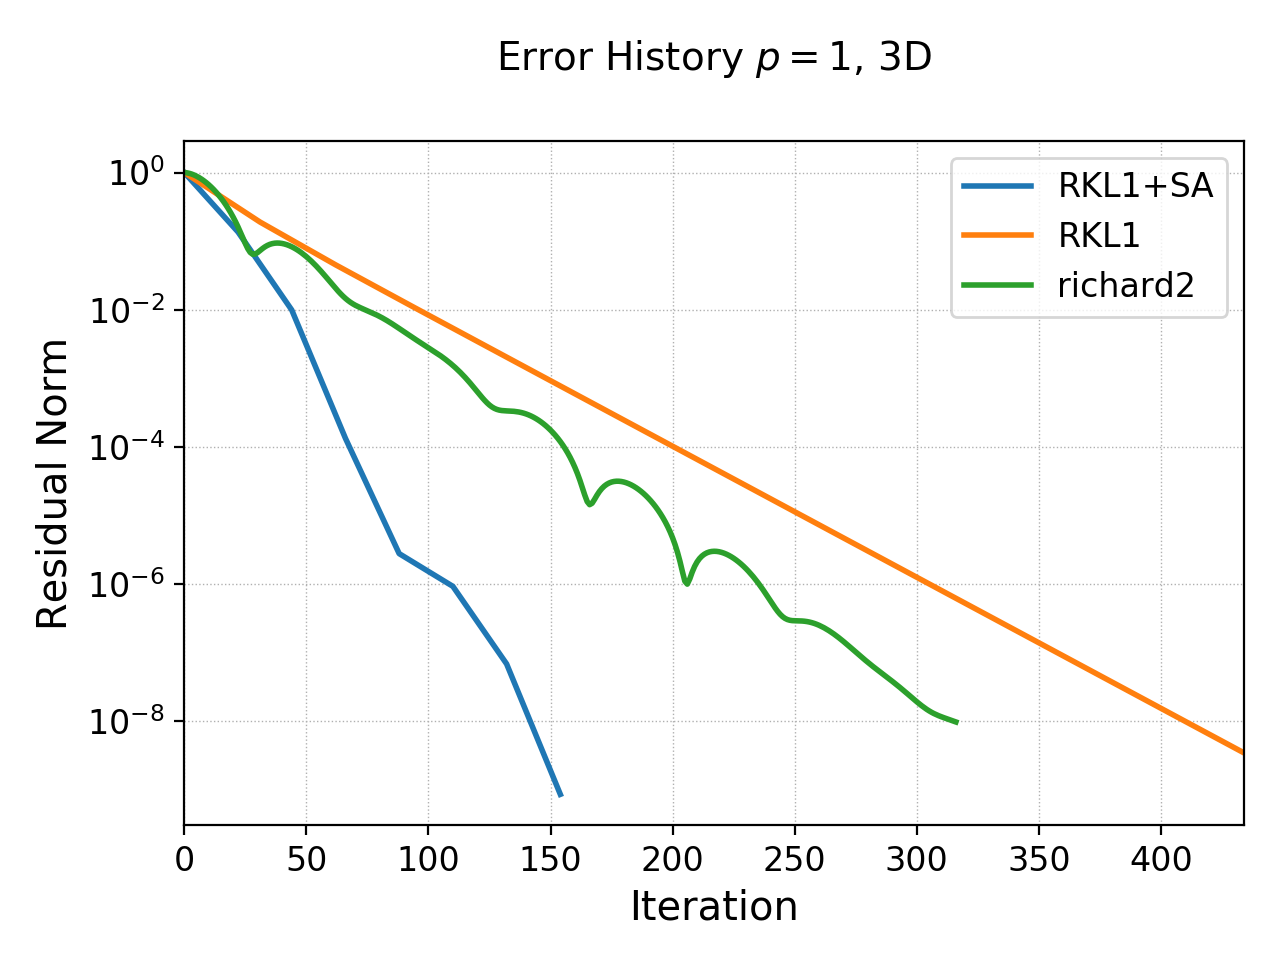 Error History p = 1, 3D
RKL1+SA
RKL1
richard2
Residual Norm
10^0
10^−2
10^−4
10^−6
10^−8
0 50 100 150 200 250 300 350 400
Iteration